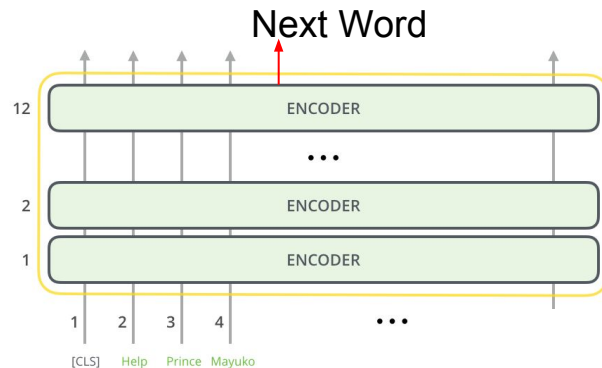 Next Word
12 ENCODER
...
2 ENCODER
1 ENCODER
1 2 3 4 ...
[CLS] Help Prince Mayuko